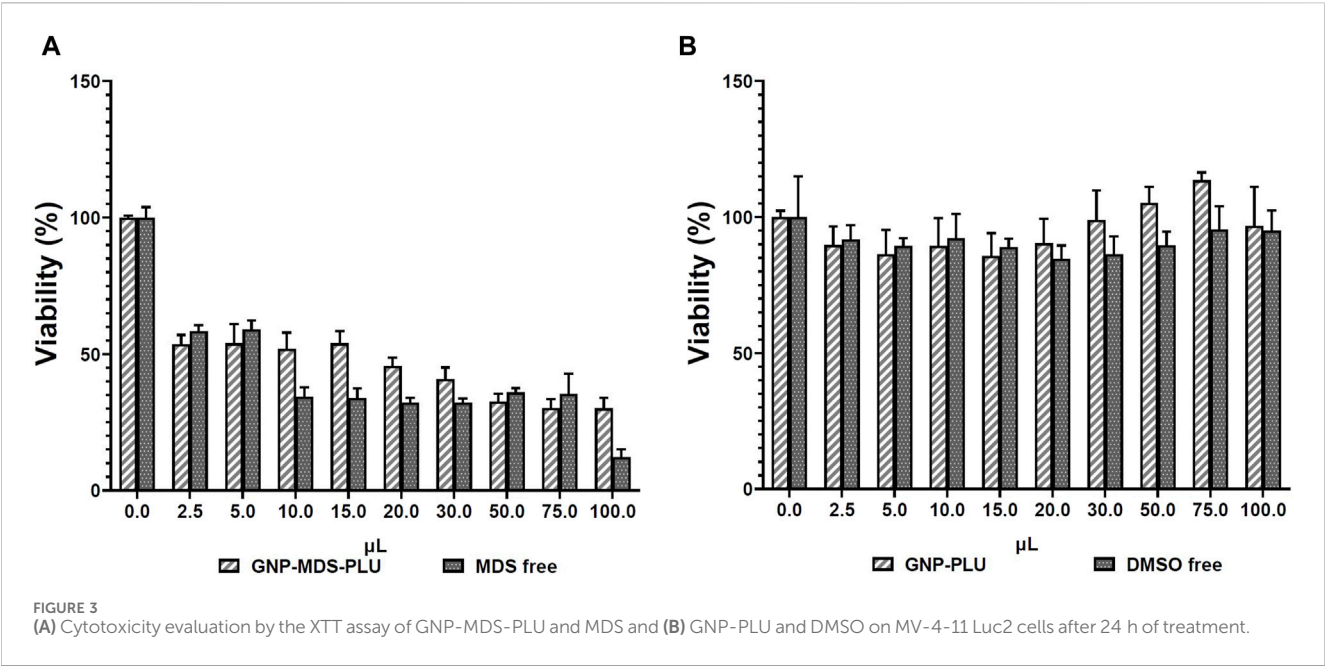 A
B
150
100
50
0
Viability (%)
0.0 2.5 5.0 10.0 15.0 20.0 30.0 50.0 75.0 100.0
µL
GNP-MDS-PLU MDS free
150
100
50
0
Viability (%)
0.0 2.5 5.0 10.0 15.0 20.0 30.0 50.0 75.0 100.0
µL
GNP-PLU DMSO free
FIGURE 3
(A) Cytotoxicity evaluation by the XTT assay of GNP-MDS-PLU and MDS and (B) GNP-PLU and DMSO on MV-4-11 Luc2 cells after 24 h of treatment.